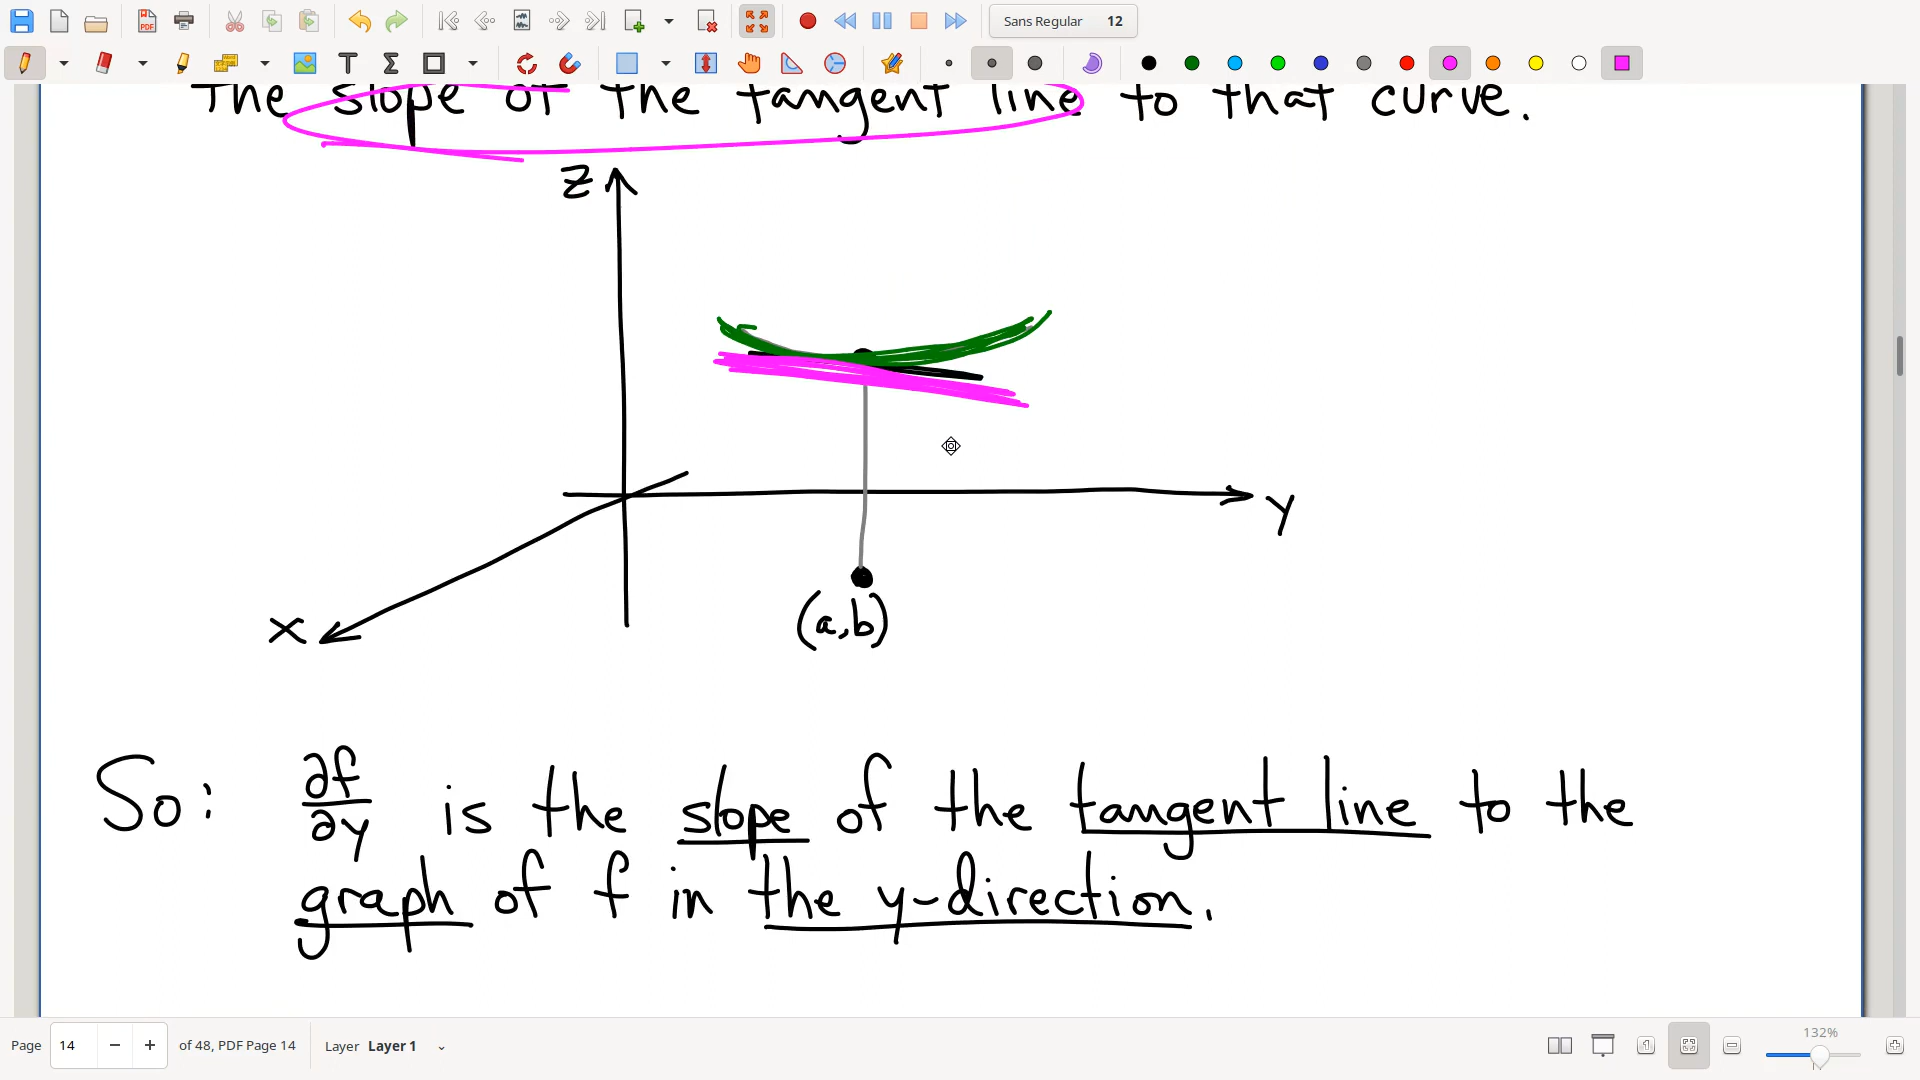 Sans Regular 12
The slope of the tangent line to that curve.
z
y
x
(a,b)
So: ∂f/∂y is the slope of the tangent line to the
graph of f in the y-direction.
Page 14 of 48, PDF Page 14 Layer Layer 1 132%